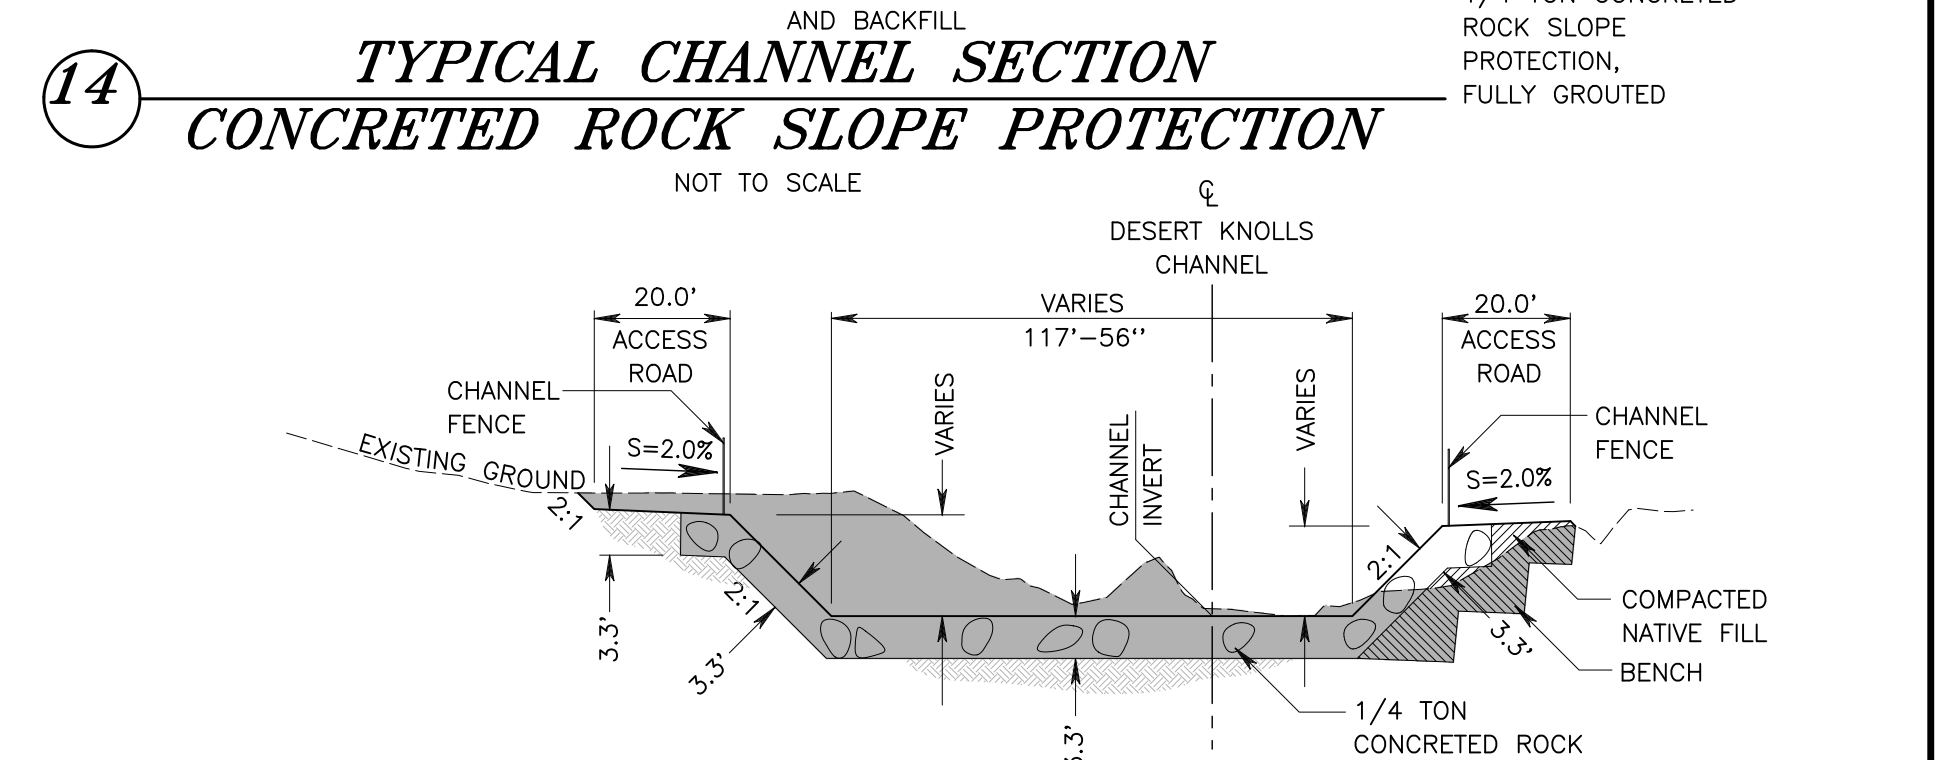 AND BACKFILL
TON CONCRETED
ROCK SLOPE
PROTECTION,
FULLY GROUTED
14
TYPICAL CHANNEL SECTION
CONCRETED ROCK SLOPE PROTECTION
NOT TO SCALE
℄
DESERT KNOLLS
CHANNEL
20.0'
ACCESS
ROAD
VARIES
117'-56''
20.0'
ACCESS
ROAD
CHANNEL
FENCE
S=2.0%
EXISTING GROUND
2:1
VARIES
CHANNEL
INVERT
VARIES
CHANNEL
FENCE
S=2.0%
2:1
2:1
3.3'
3.3'
3.3'
COMPACTED
NATIVE FILL
BENCH
1/4 TON
CONCRETED ROCK